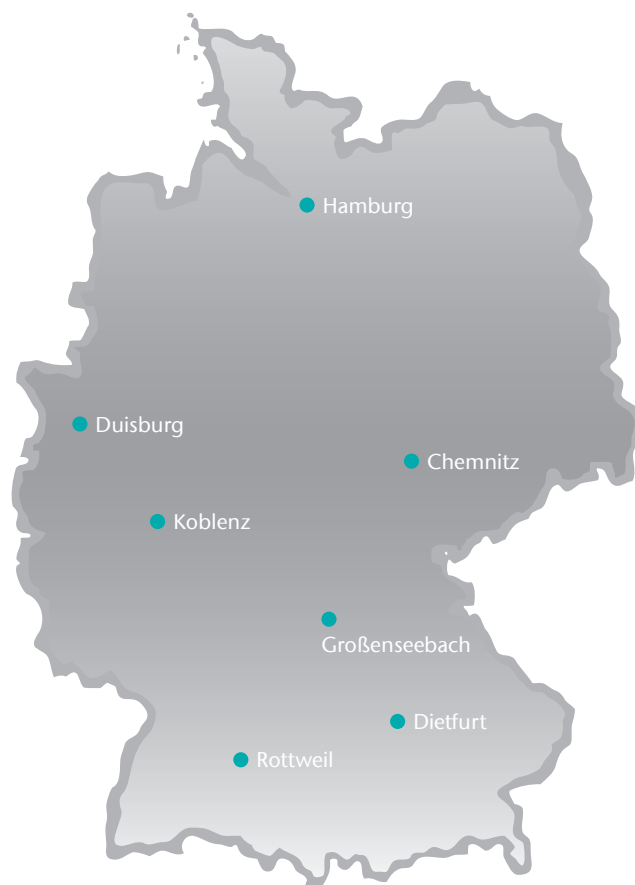 Hamburg
Duisburg
Chemnitz
Koblenz
Großenseebach
Dietfurt
Rottweil